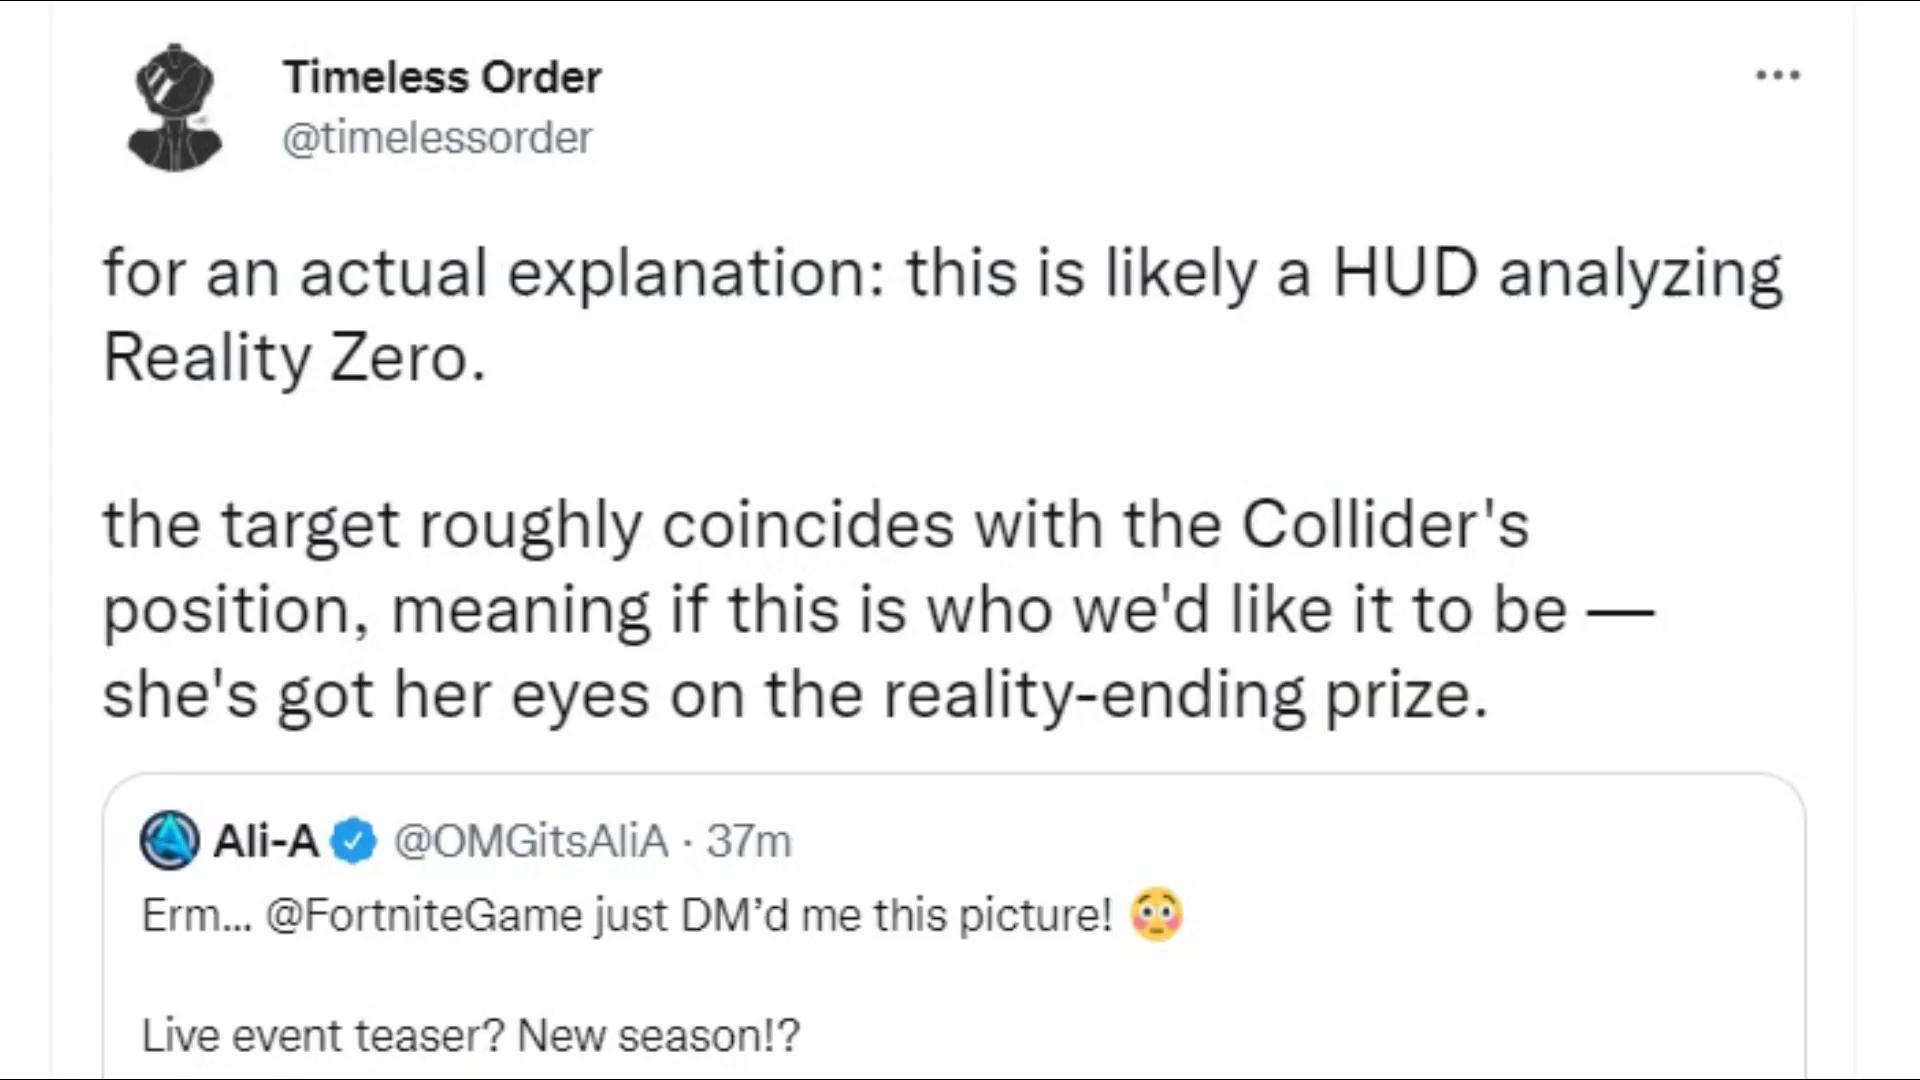 Timeless Order
@timelessorder
for an actual explanation: this is likely a HUD analyzing
Reality Zero.
the target roughly coincides with the Collider's
position, meaning if this is who we'd like it to be —
she's got her eyes on the reality-ending prize.
Ali-A @OMGitsAliA · 37m
Erm... @FortniteGame just DM’d me this picture! 😳
Live event teaser? New season!?